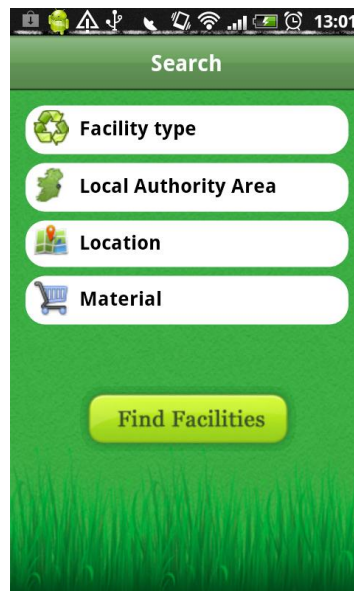 13:01
Search
Facility type
Local Authority Area
Location
Material
Find Facilities